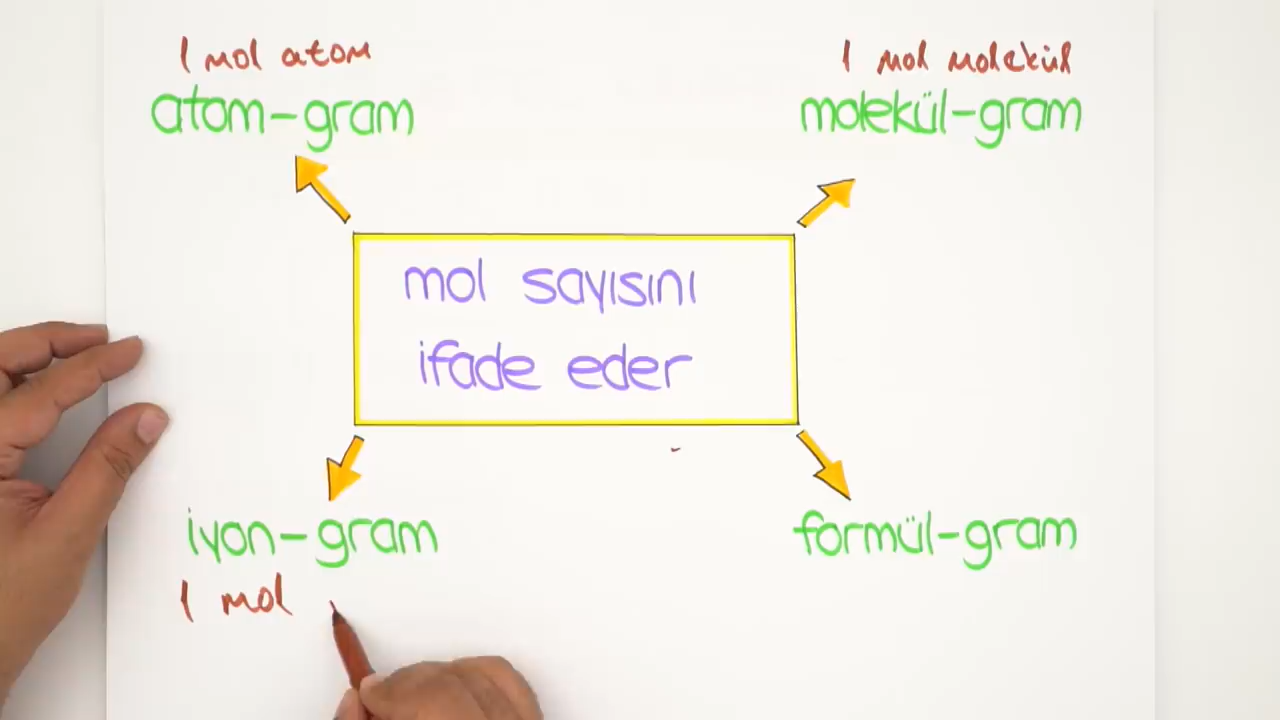 1 mol atom
atom-gram
1 mol molekül
molekül-gram
mol sayısını
ifade eder
iyon-gram
1 mol
formül-gram